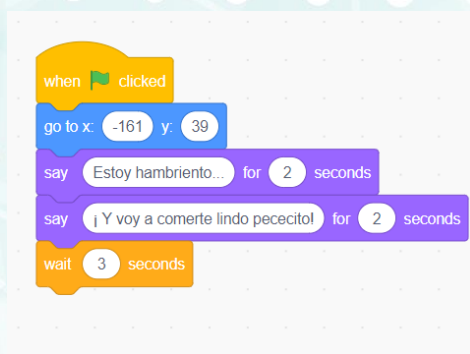 when clicked
go to x: -161 y: 39
say Estoy hambriento... for 2 seconds
say ¡ Y voy a comerte lindo pececito! for 2 seconds
wait 3 seconds